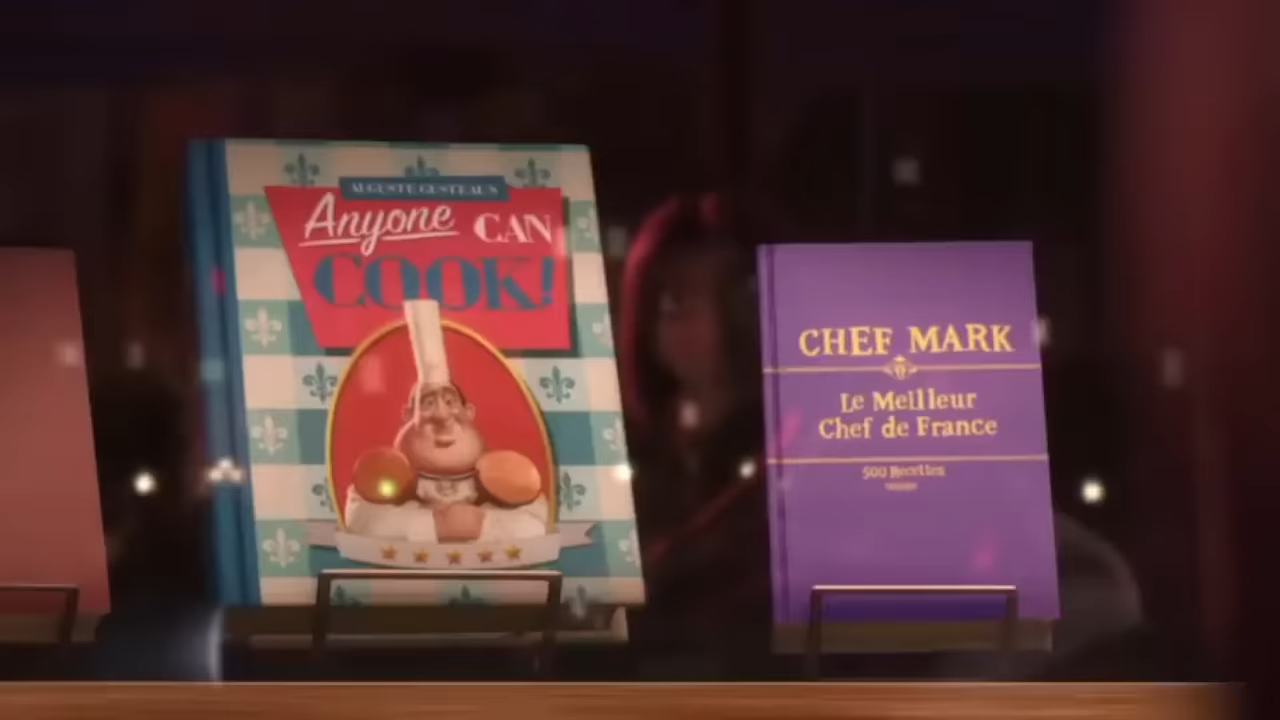 AUGUSTE GUSTEAU'S
Anyone CAN
COOK!
CHEF MARK
Le Meilleur
Chef de France
500 Recettes